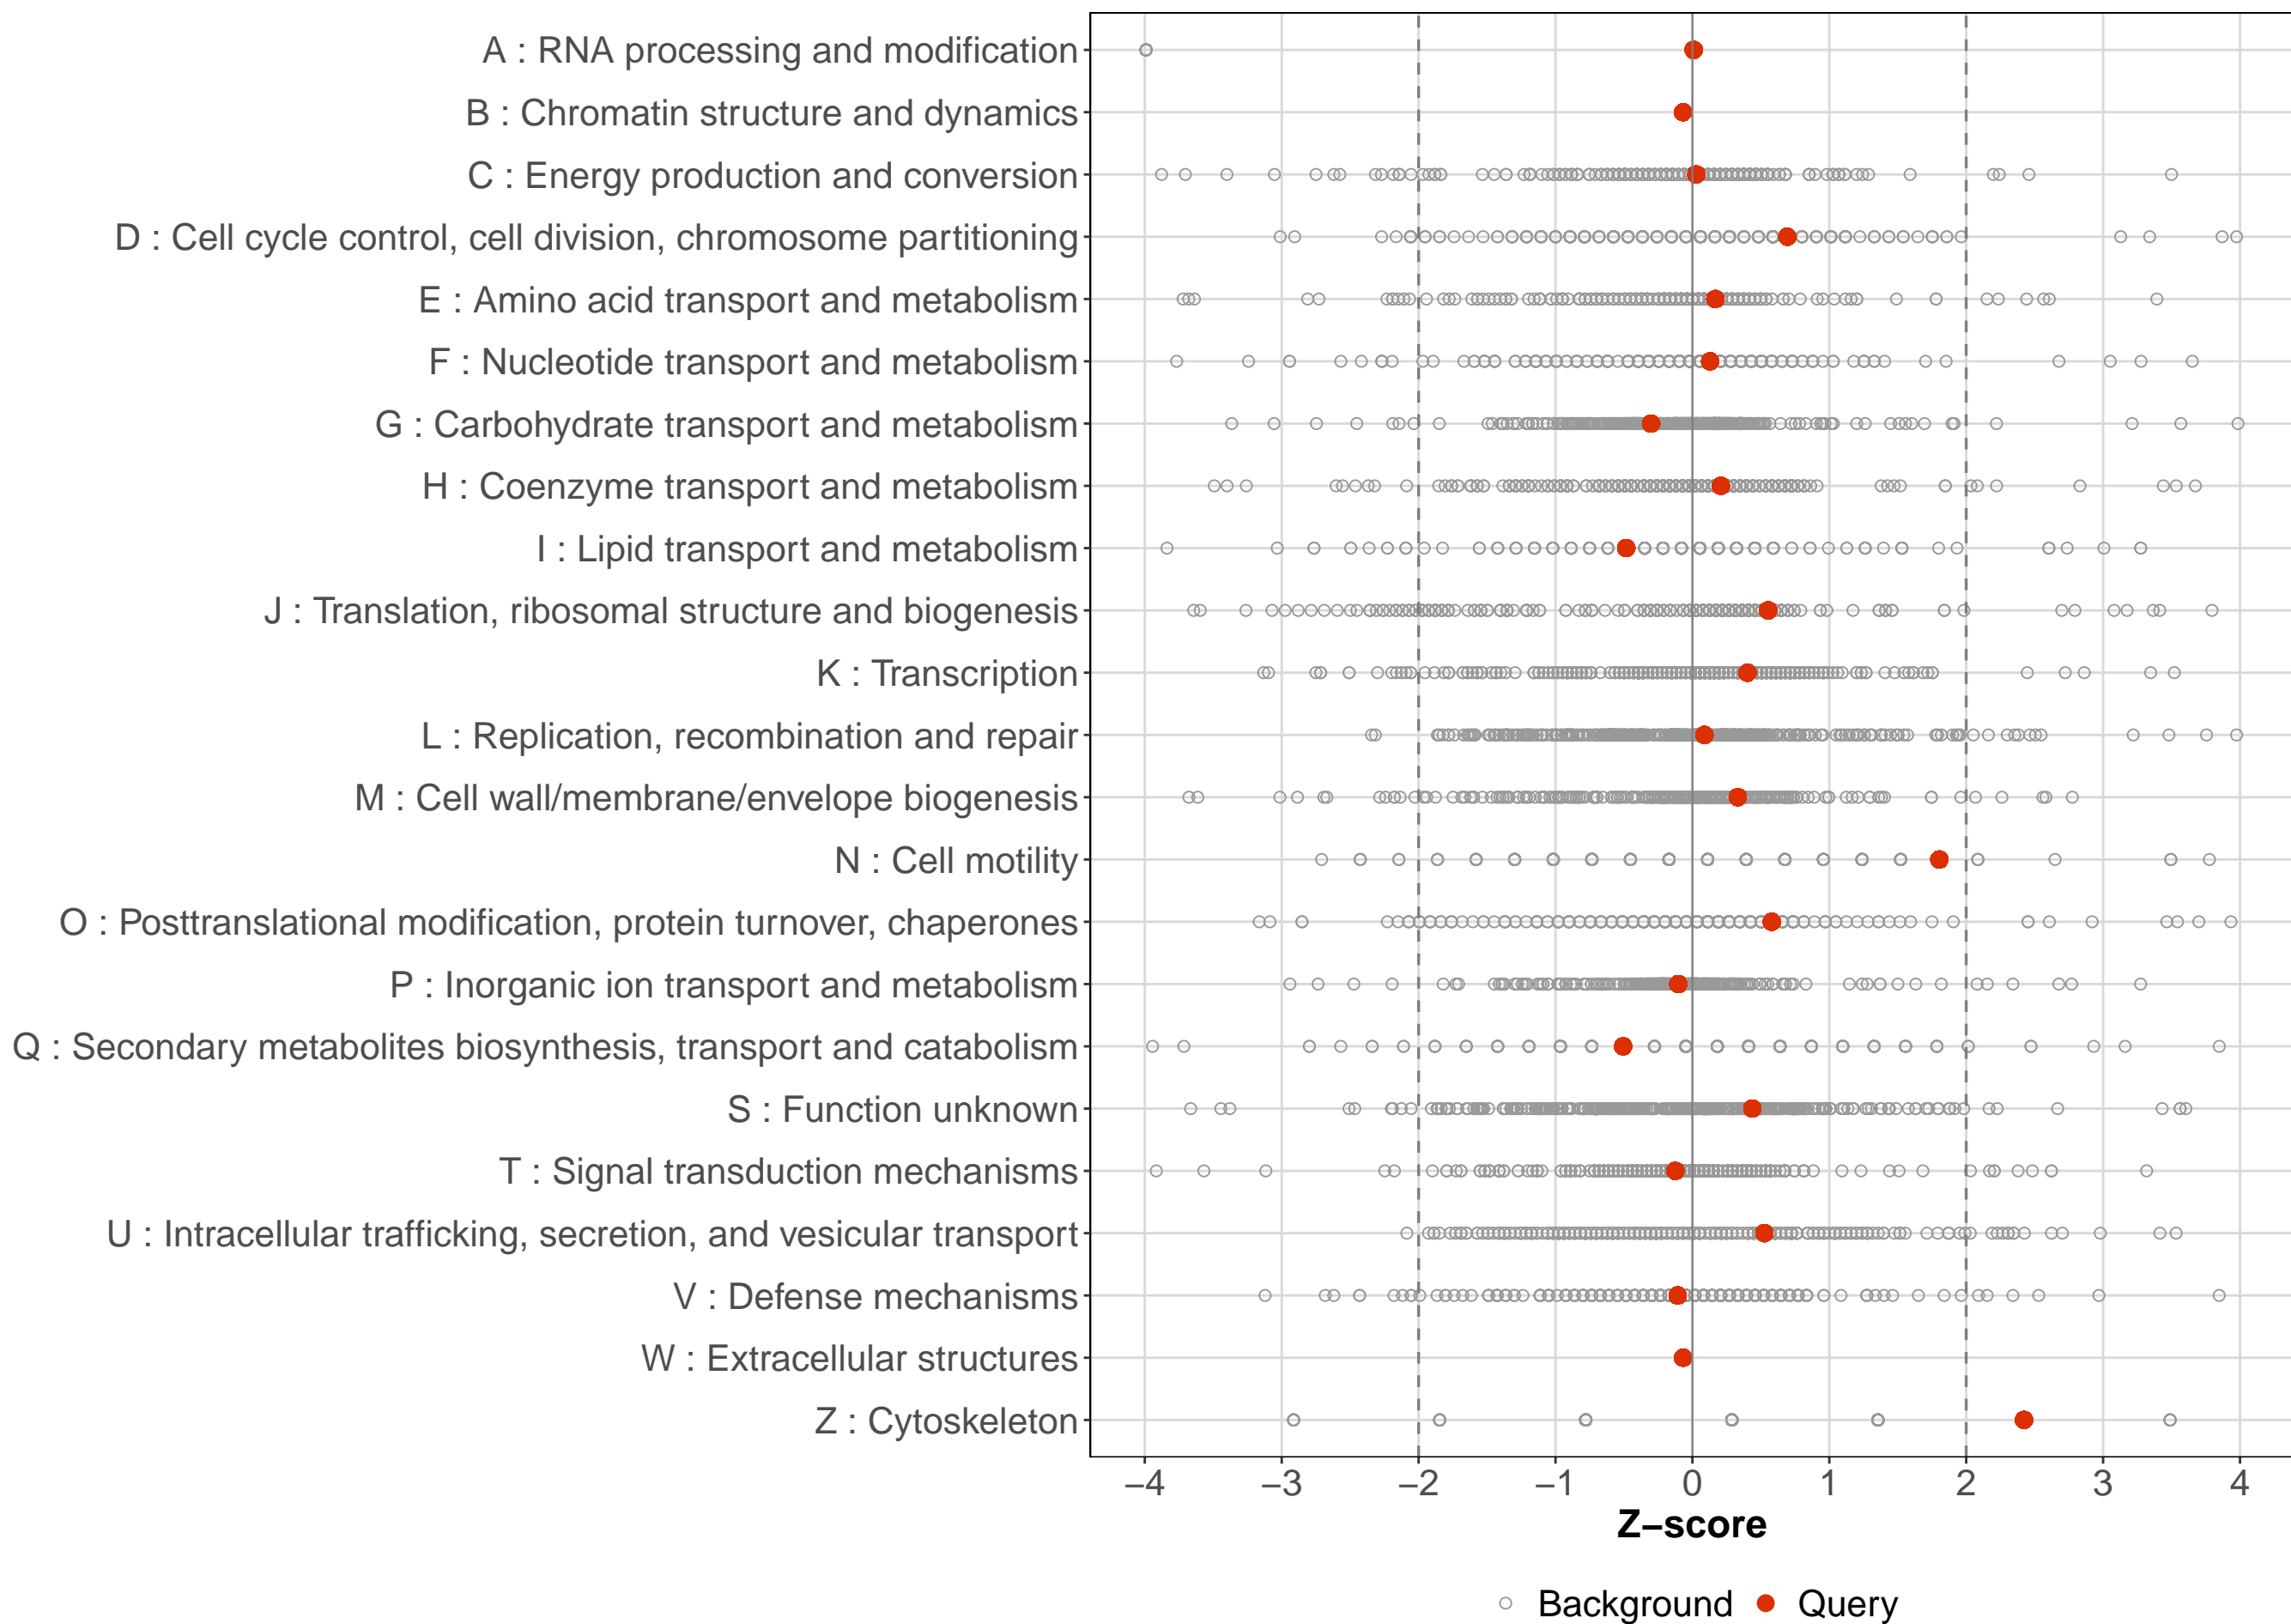 A : RNA processing and modification
B : Chromatin structure and dynamics
C : Energy production and conversion
D : Cell cycle control, cell division, chromosome partitioning
E : Amino acid transport and metabolism
F : Nucleotide transport and metabolism
G : Carbohydrate transport and metabolism
H : Coenzyme transport and metabolism
I : Lipid transport and metabolism
J : Translation, ribosomal structure and biogenesis
K : Transcription
L : Replication, recombination and repair
M : Cell wall/membrane/envelope biogenesis
N : Cell motility
O : Posttranslational modification, protein turnover, chaperones
P : Inorganic ion transport and metabolism
Q : Secondary metabolites biosynthesis, transport and catabolism
S : Function unknown
T : Signal transduction mechanisms
U : Intracellular trafficking, secretion, and vesicular transport
V : Defense mechanisms
W : Extracellular structures
Z : Cytoskeleton
−4 −3 −2 −1 0 1 2 3 4
Z−score
Background Query